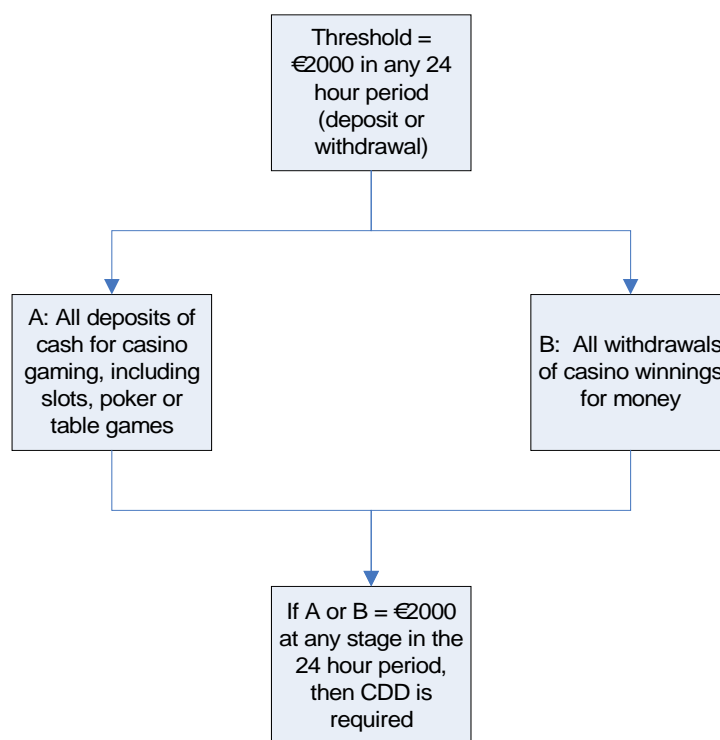 Threshold =
€2000 in any 24
hour period
(deposit or
withdrawal)
A: All deposits of
cash for casino
gaming, including
slots, poker or
table games
B:  All withdrawals
of casino winnings
for money
If A or B = €2000
at any stage in the
24 hour period,
then CDD is
required